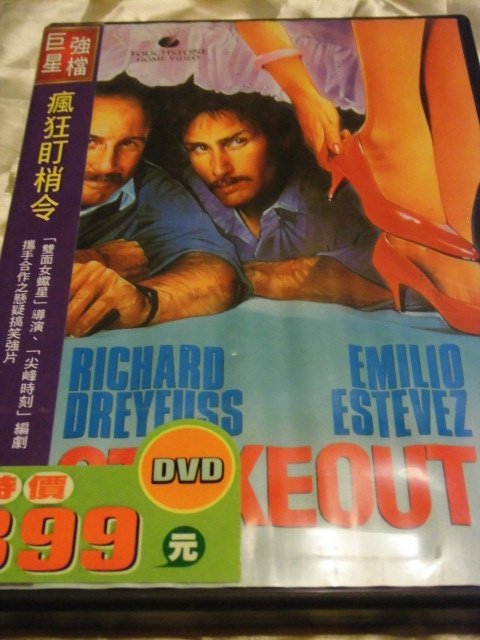 巨星
強檔
TOUCHSTONE
HOME VIDEO
瘋狂盯梢令
「雙面女蠍星」導演、「尖峰時刻」編劇
攜手合作之懸疑搞笑強片
RICHARD
DREYFUSS
EMILIO
ESTEVEZ
KEOUT
DVD
特價
399
元